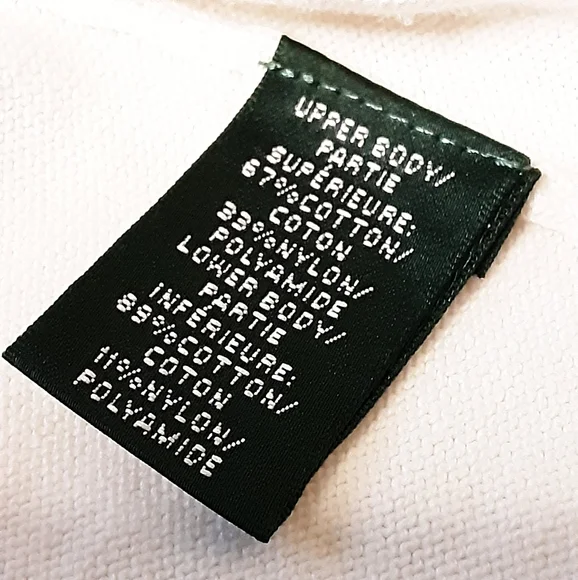 UPPER BODY/
PARTIE
SUPÉRIEURE:
67%COTTON/
COTON
33%NYLON/
POLYAMIDE
LOWER BODY/
PARTIE
INFÉRIEURE:
89%COTTON/
COTON
11%NYLON/
POLYAMIDE